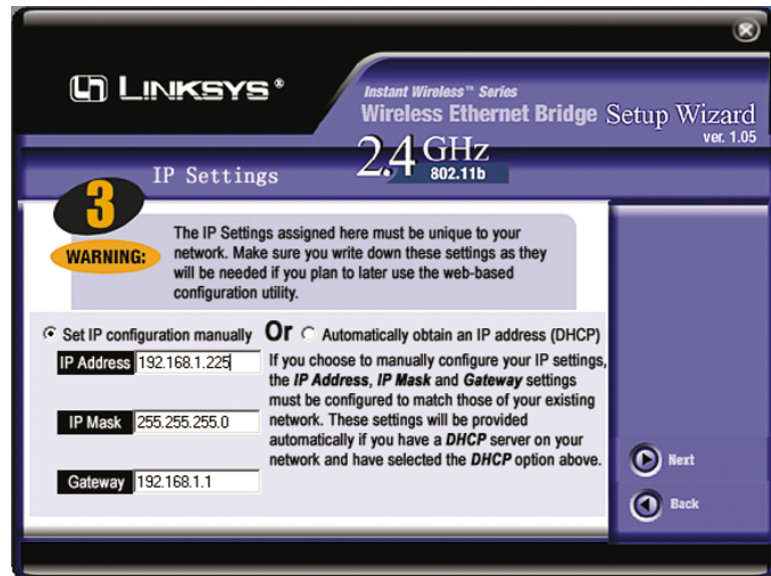 LINKSYS®
Instant Wireless™ Series
Wireless Ethernet Bridge Setup Wizard
ver. 1.05
2.4 GHz
802.11b
IP Settings
3
WARNING:
The IP Settings assigned here must be unique to your
network. Make sure you write down these settings as they
will be needed if you plan to later use the web-based
configuration utility.
Set IP configuration manually Or Automatically obtain an IP address (DHCP)
IP Address 192.168.1.225
IP Mask 255.255.255.0
Gateway 192.168.1.1
If you choose to manually configure your IP settings,
the IP Address, IP Mask and Gateway settings
must be configured to match those of your existing
network. These settings will be provided
automatically if you have a DHCP server on your
network and have selected the DHCP option above.
Next
Back